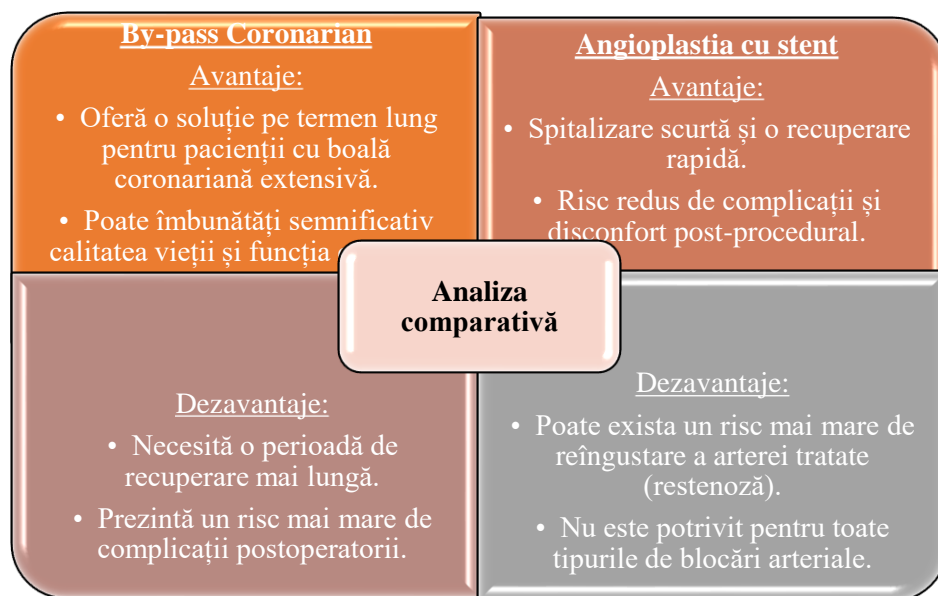 By-pass Coronarian
Avantaje:
• Oferă o soluție pe termen lung
pentru pacienții cu boală
coronariană extensivă.
• Poate îmbunătăți semnificativ
calitatea vieții și funcția
Angioplastia cu stent
Avantaje:
• Spitalizare scurtă și o recuperare
rapidă.
• Risc redus de complicații și
disconfort post-procedural.
Analiza
comparativă
Dezavantaje:
• Necesită o perioadă de
recuperare mai lungă.
• Prezintă un risc mai mare de
complicații postoperatorii.
Dezavantaje:
• Poate exista un risc mai mare de
reîngustare a arterei tratate
(restenoză).
• Nu este potrivit pentru toate
tipurile de blocări arteriale.